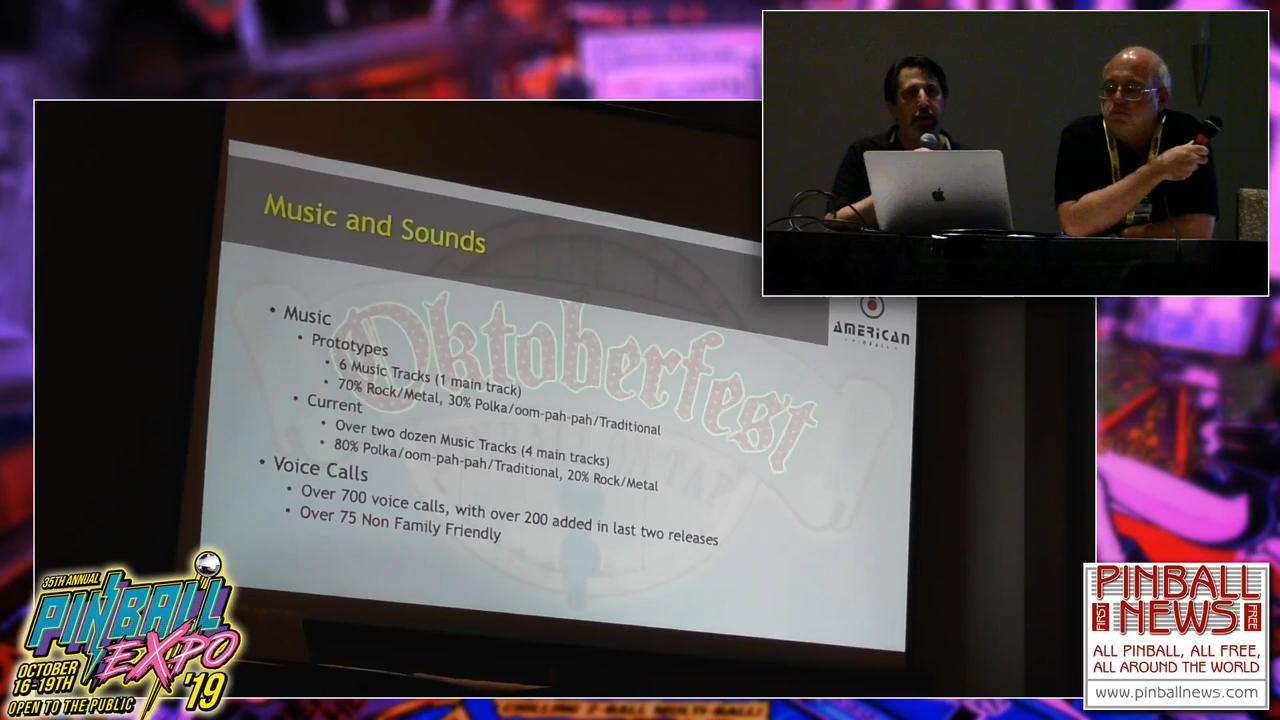 Music and Sounds
• Music
• Prototypes
• 6 Music Tracks (1 main track)
• 70% Rock/Metal, 30% Polka/oom-pah-pah/Traditional
• Current
• Over two dozen Music Tracks (4 main tracks)
• 80% Polka/oom-pah-pah/Traditional, 20% Rock/Metal
• Voice Calls
• Over 700 voice calls, with over 200 added in last two releases
• Over 75 Non Family Friendly
Oktoberfest
AMERICAN
PINBALL
35TH ANNUAL
PINBALL
EXPO
OCTOBER
16-19TH
'19
OPEN TO THE PUBLIC
PINBALL
FIRST
NEWS
FREE
ALL PINBALL, ALL FREE,
ALL AROUND THE WORLD
www.pinballnews.com